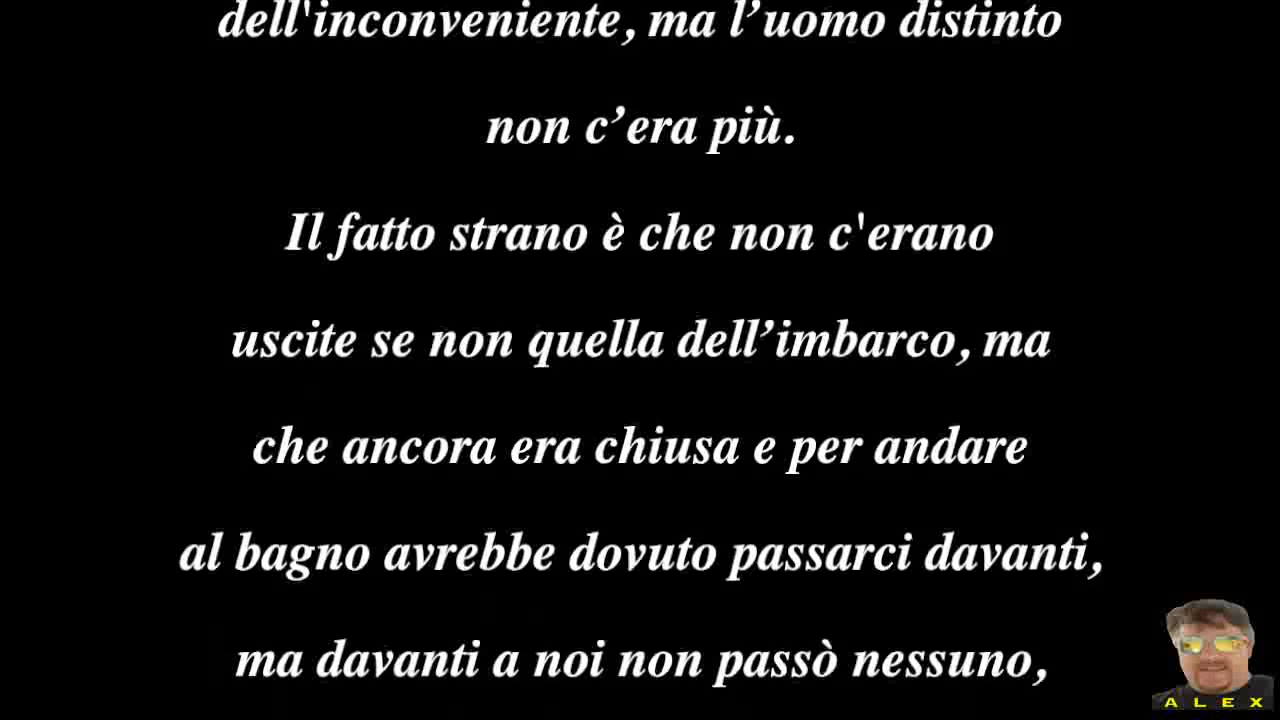 dell'inconveniente, ma l’uomo distinto
non c’era più.
Il fatto strano è che non c'erano
uscite se non quella dell’imbarco, ma
che ancora era chiusa e per andare
al bagno avrebbe dovuto passarci davanti,
ma davanti a noi non passò nessuno,
ALEX